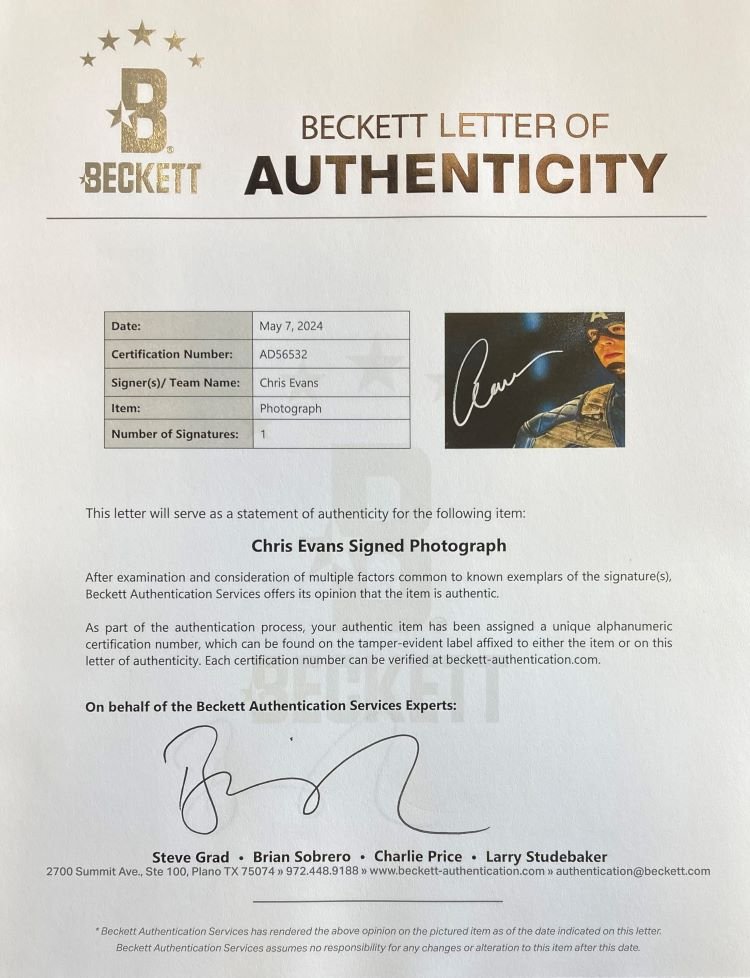 B
BECKETT
BECKETT LETTER OF
AUTHENTICITY
Date: May 7, 2024
Certification Number: AD56532
Signer(s)/ Team Name: Chris Evans
Item: Photograph
Number of Signatures: 1
A
This letter will serve as a statement of authenticity for the following item:
Chris Evans Signed Photograph
After examination and consideration of multiple factors common to known exemplars of the signature(s),
Beckett Authentication Services offers its opinion that the item is authentic.
As part of the authentication process, your authentic item has been assigned a unique alphanumeric
certification number, which can be found on the tamper-evident label affixed to either the item or on this
letter of authenticity. Each certification number can be verified at beckett-authentication.com.
BECKETT
On behalf of the Beckett Authentication Services Experts:
Steve Grad • Brian Sobrero • Charlie Price • Larry Studebaker
2700 Summit Ave., Ste 100, Plano TX 75074 » 972.448.9188 » www.beckett-authentication.com » authentication@beckett.com
* Beckett Authentication Services has rendered the above opinion on the pictured item as of the date indicated on this letter.
Beckett Authentication Services assumes no responsibility for any changes or alteration to this item after this date.